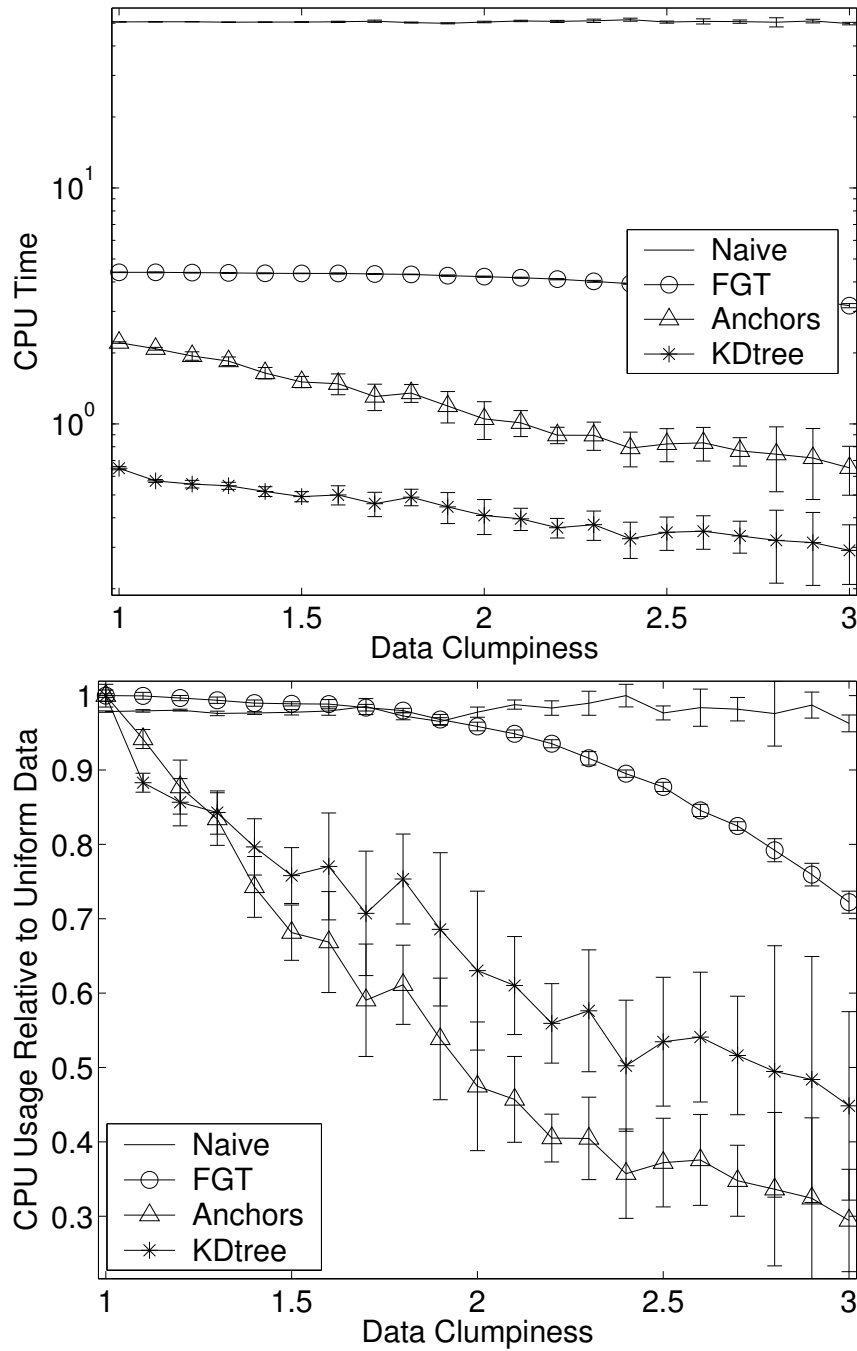 CPU Time
10^1
10^0
Naive
FGT
Anchors
KDtree
1
1.5
2
2.5
3
Data Clumpiness
CPU Usage Relative to Uniform Data
1
0.9
0.8
0.7
0.6
0.5
0.4
0.3
Naive
FGT
Anchors
KDtree
1
1.5
2
2.5
3
Data Clumpiness